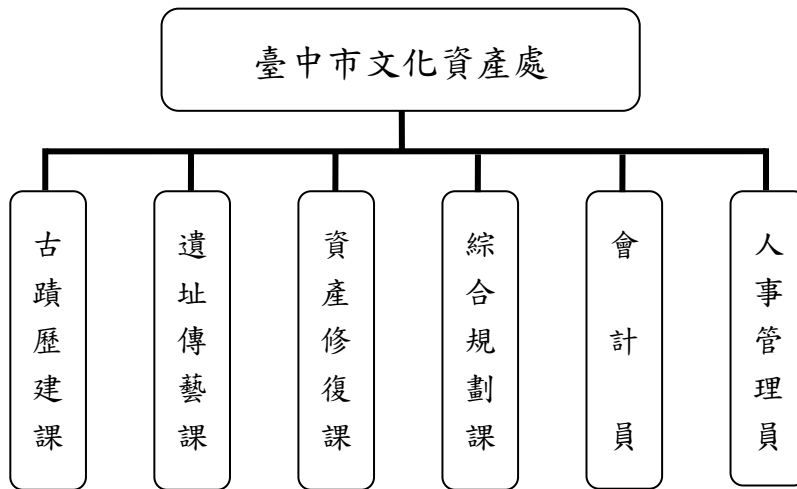 臺中市文化資產處
古蹟歷建課
遺址傳藝課
資產修復課
綜合規劃課
會計員
人事管理員